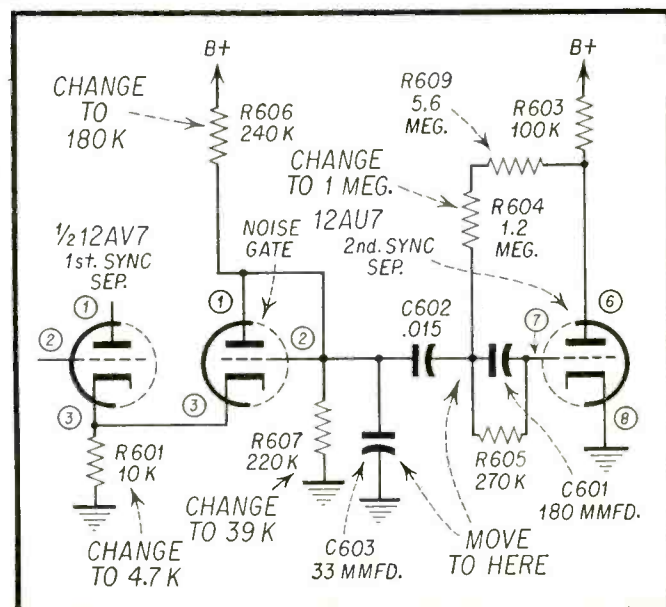 B+
B+
CHANGE
TO
180 K
R606
240 K
R609
5.6
MEG.
R603
100K
CHANGE
TO 1 MEG.
R604
1.2
MEG.
½ 12AV7
1st. SYNC
SEP.
NOISE
GATE
12AU7
2nd. SYNC
SEP.
1
2
3
1
2
3
C602
.015
7
6
8
R601
10 K
R607
220 K
R605
270 K
C601
180 MMFD.
CHANGE
TO 4.7 K
CHANGE
TO 39 K
C603
33 MMFD.
MOVE
TO HERE